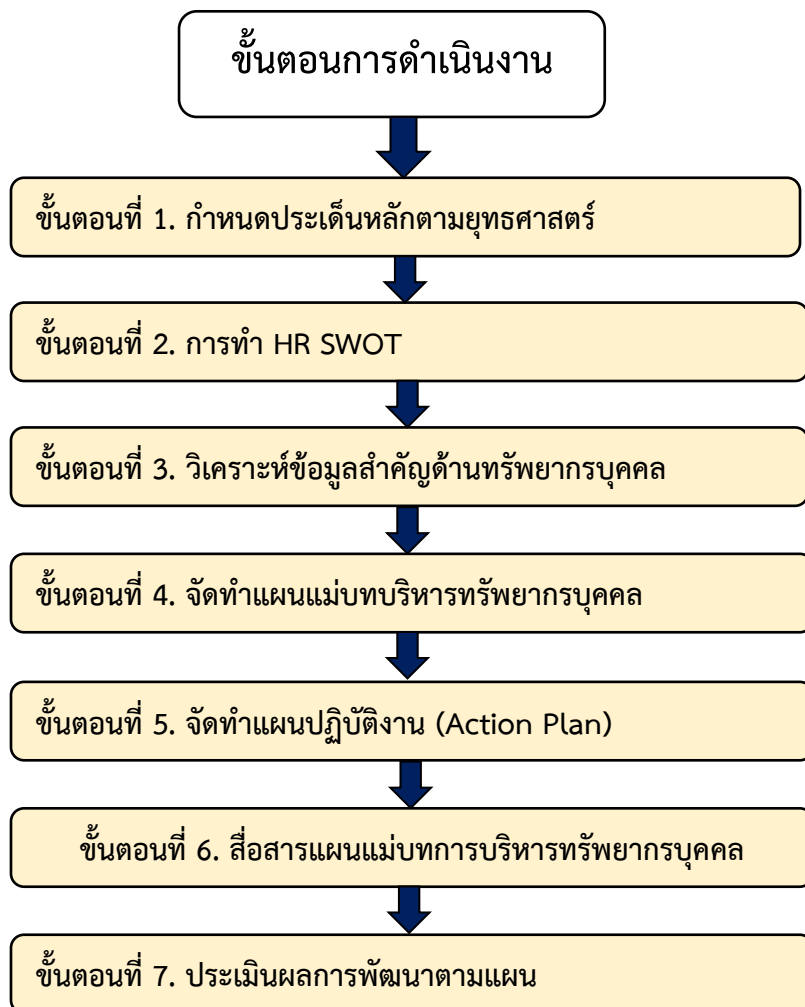 ขั้นตอนการดำเนินงาน
ขั้นตอนที่ 1. กำหนดประเด็นหลักตามยุทธศาสตร์
ขั้นตอนที่ 2. การทำ HR SWOT
ขั้นตอนที่ 3. วิเคราะห์ข้อมูลสำคัญด้านทรัพยากรบุคคล
ขั้นตอนที่ 4. จัดทำแผนแม่บทบริหารทรัพยากรบุคคล
ขั้นตอนที่ 5. จัดทำแผนปฏิบัติงาน (Action Plan)
ขั้นตอนที่ 6. สื่อสารแผนแม่บทการบริหารทรัพยากรบุคคล
ขั้นตอนที่ 7. ประเมินผลการพัฒนาตามแผน